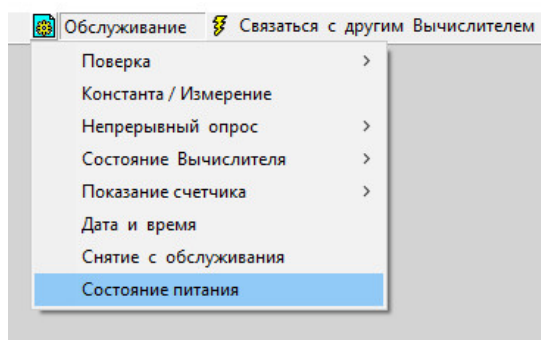 Обслуживание Связаться с другим Вычислителем
Поверка
Константа / Измерение
Непрерывный опрос
Состояние Вычислителя
Показание счетчика
Дата и время
Снятие с обслуживания
Состояние питания